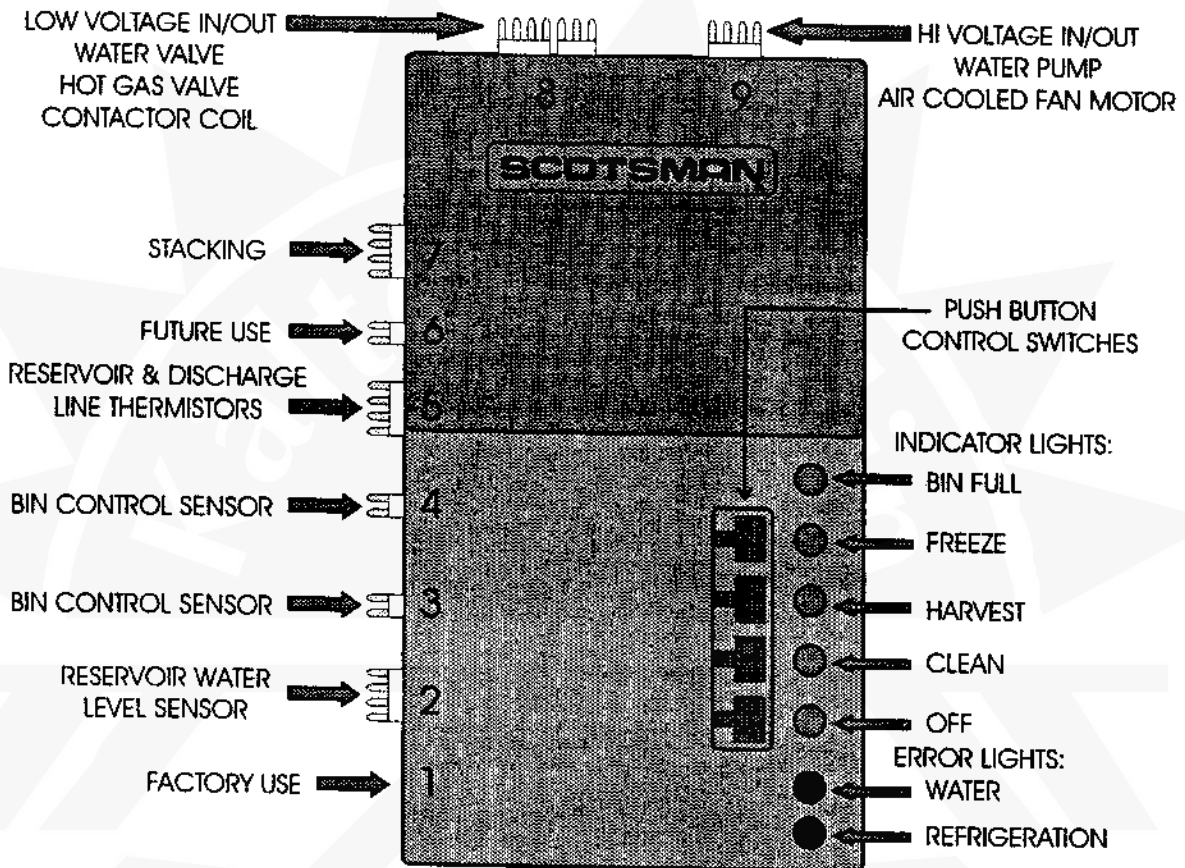 LOW VOLTAGE IN/OUT
WATER VALVE
HOT GAS VALVE
CONTACTOR COIL
HI VOLTAGE IN/OUT
WATER PUMP
AIR COOLED FAN MOTOR
8
9
SCOTSMAN
STACKING
7
FUTURE USE
6
RESERVOIR & DISCHARGE
LINE THERMISTORS
5
BIN CONTROL SENSOR
4
BIN CONTROL SENSOR
3
RESERVOIR WATER
LEVEL SENSOR
2
FACTORY USE
1
PUSH BUTTON
CONTROL SWITCHES
INDICATOR LIGHTS:
BIN FULL
FREEZE
HARVEST
CLEAN
OFF
ERROR LIGHTS:
WATER
REFRIGERATION